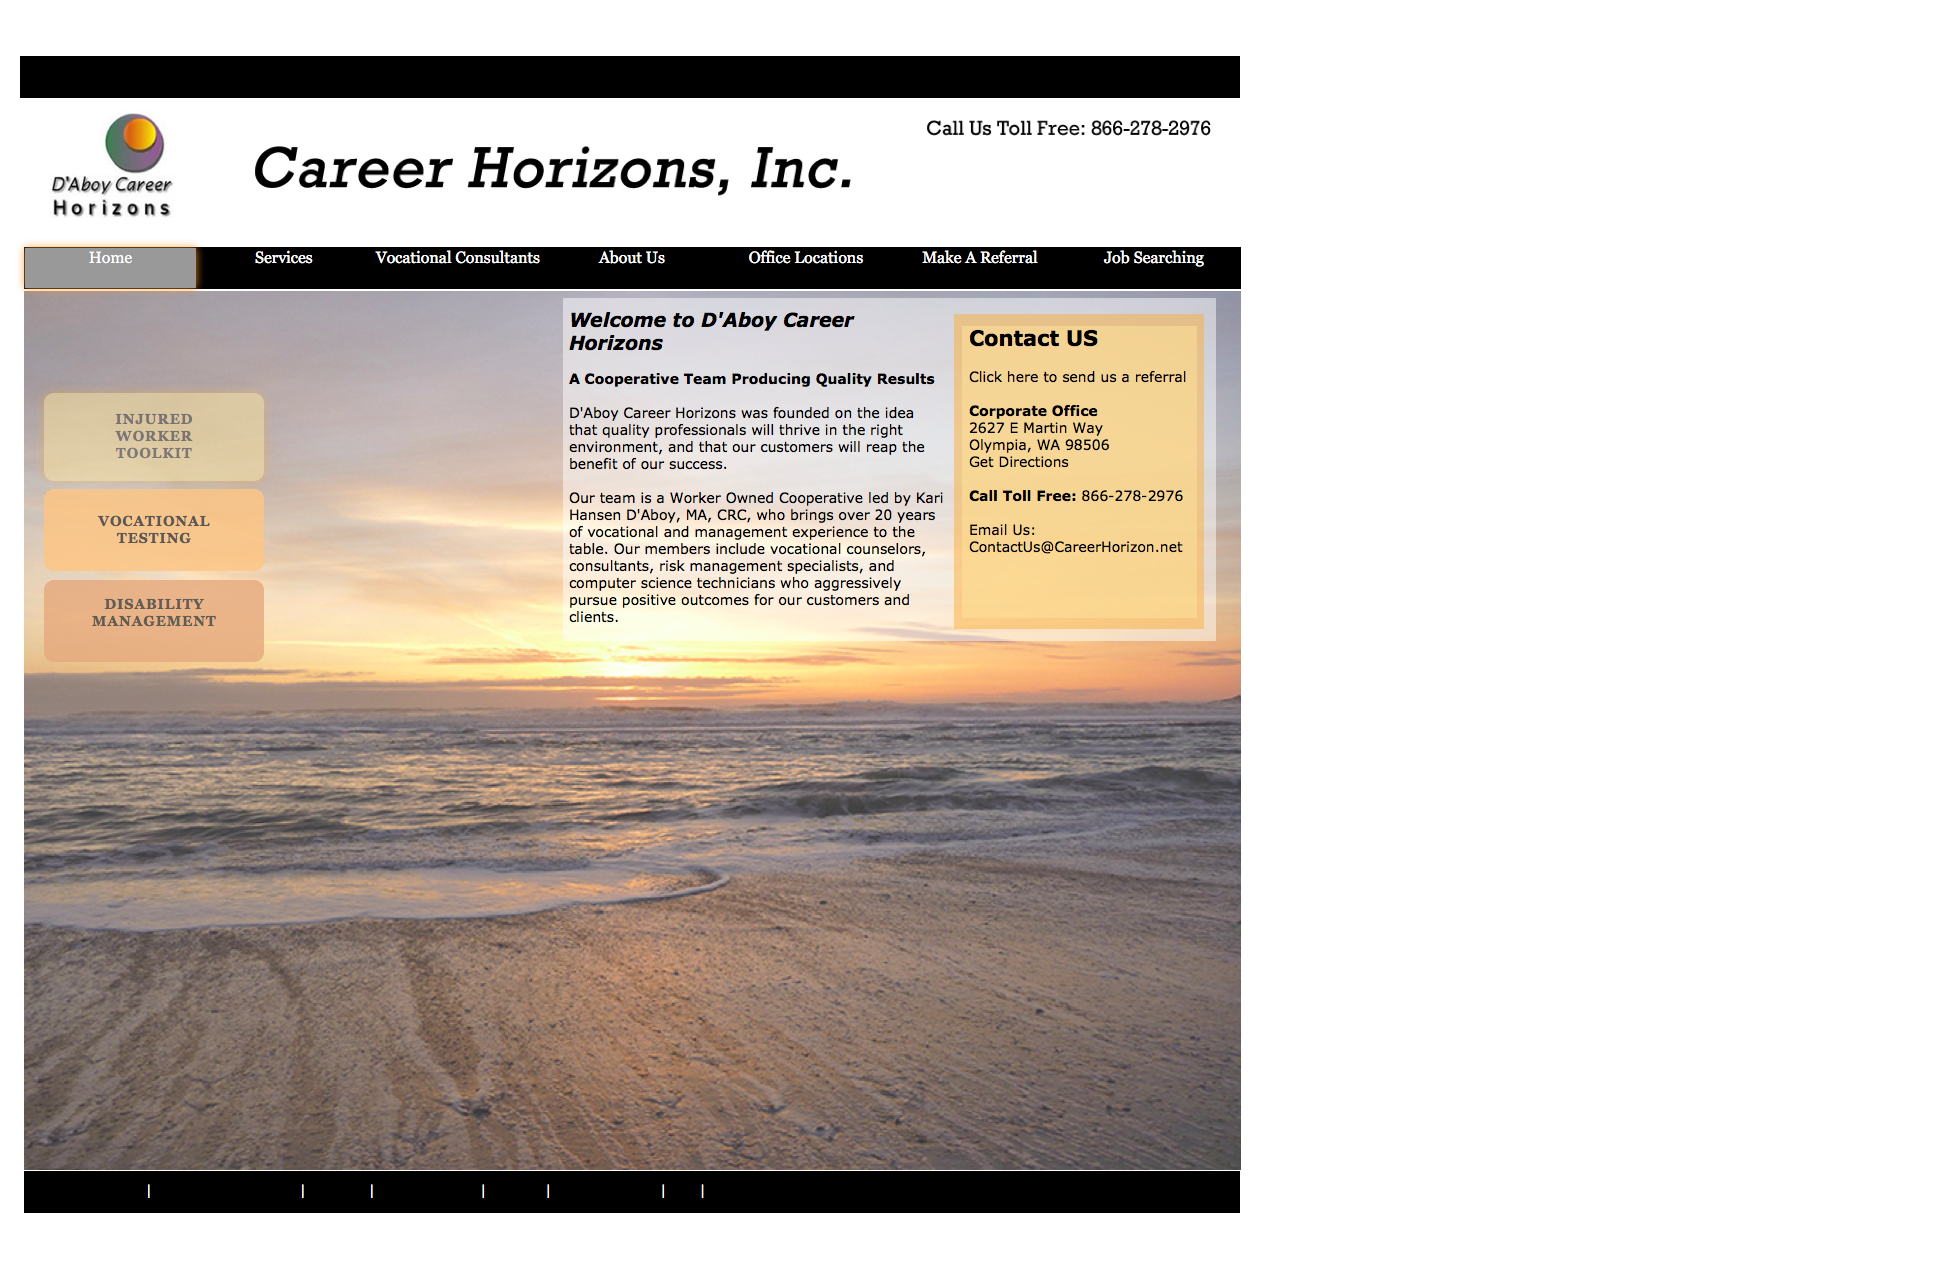 D'Aboy Career
Horizons
Career Horizons, Inc.
Call Us Toll Free: 866-278-2976
Home Services Vocational Consultants About Us Office Locations Make A Referral Job Searching
INJURED
WORKER
TOOLKIT
VOCATIONAL
TESTING
DISABILITY
MANAGEMENT
Welcome to D'Aboy Career
Horizons
A Cooperative Team Producing Quality Results
D'Aboy Career Horizons was founded on the idea
that quality professionals will thrive in the right
environment, and that our customers will reap the
benefit of our success.
Our team is a Worker Owned Cooperative led by Kari
Hansen D'Aboy, MA, CRC, who brings over 20 years
of vocational and management experience to the
table. Our members include vocational counselors,
consultants, risk management specialists, and
computer science technicians who aggressively
pursue positive outcomes for our customers and
clients.
Contact US
Click here to send us a referral
Corporate Office
2627 E Martin Way
Olympia, WA 98506
Get Directions
Call Toll Free: 866-278-2976
Email Us:
ContactUs@CareerHorizon.net
| | | | | | |